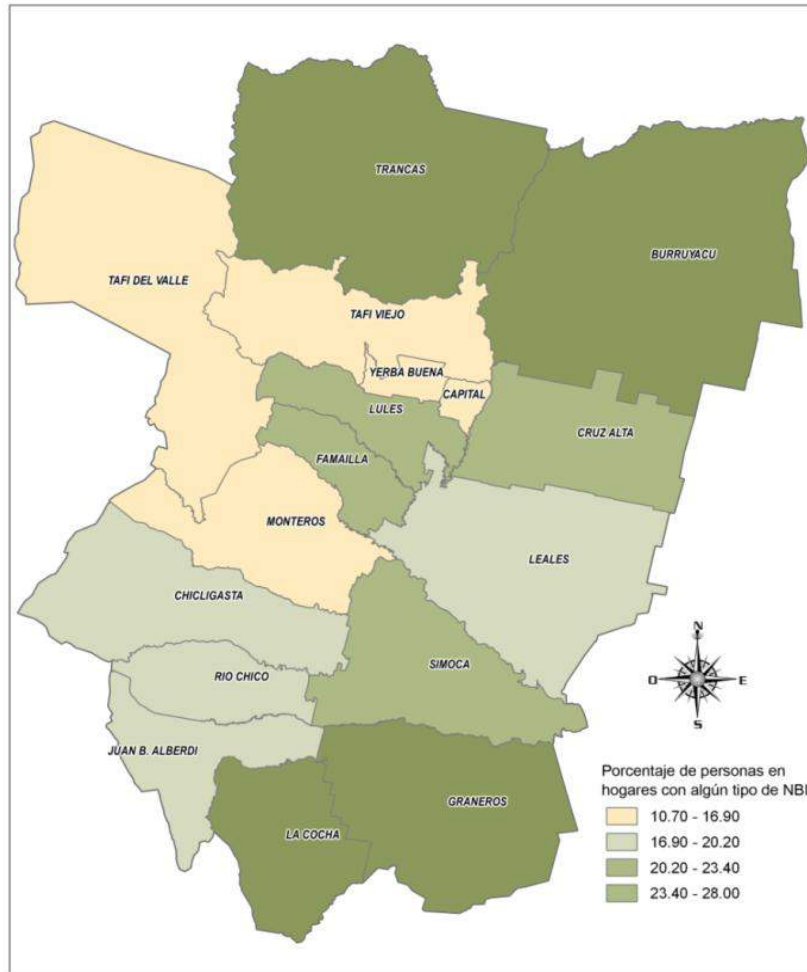 TRANCAS
BURRUYACU
TAFI DEL VALLE
TAFI VIEJO
YERBA BUENA
CAPITAL
LULES
CRUZ ALTA
FAMAILLA
MONTEROS
LEALES
CHICLIGASTA
N
SIMOCA
RIO CHICO
O E
S
JUAN B. ALBERDI
Porcentaje de personas en
hogares con algún tipo de NBI
GRANEROS
10.70 - 16.90
LA COCHA
16.90 - 20.20
20.20 - 23.40
23.40 - 28.00